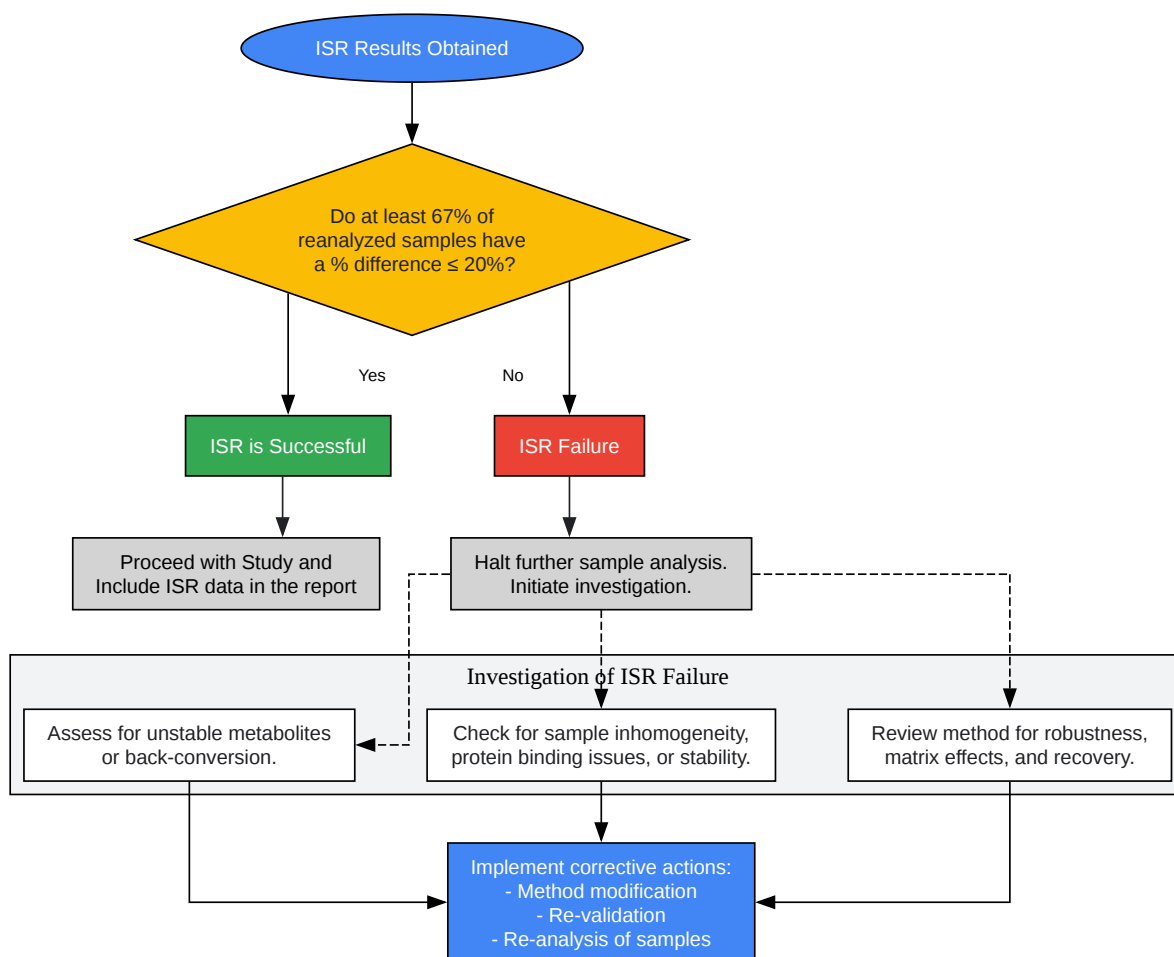 ISR Results Obtained
Do at least 67% of
reanalyzed samples have
a % difference ≤ 20%?
Yes
No
ISR is Successful
ISR Failure
Proceed with Study and
Include ISR data in the report
Halt further sample analysis.
Initiate investigation.
Investigation of ISR Failure
Assess for unstable metabolites
or back-conversion.
Check for sample inhomogeneity,
protein binding issues, or stability.
Review method for robustness,
matrix effects, and recovery.
Implement corrective actions:
- Method modification
- Re-validation
- Re-analysis of samples